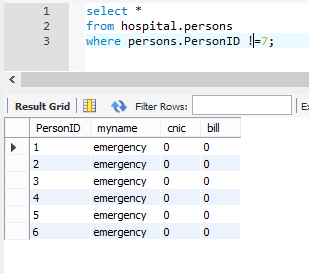 1 select *
2 from hospital.persons
3 where persons.PersonID !=7;
Result Grid Filter Rows:
PersonID myname cnic bill
1 emergency 0 0
2 emergency 0 0
3 emergency 0 0
4 emergency 0 0
5 emergency 0 0
6 emergency 0 0